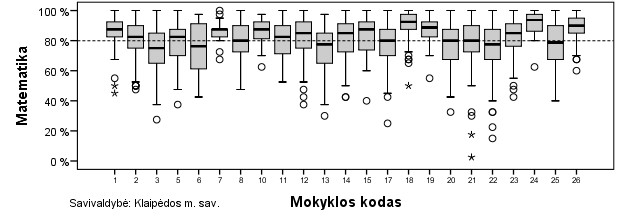 100 %
80 %
60 %
40 %
20 %
0 %
Matematika
1 2 3 5 6 7 8 10 11 12 13 14 15 17 18 19 20 21 22 23 24 25 26
Savivaldybė: Klaipėdos m. sav.
Mokyklos kodas